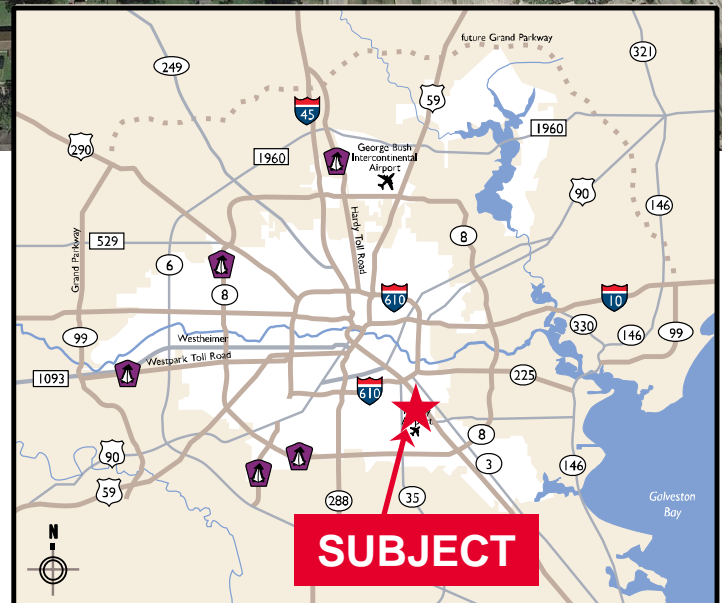 future Grand Parkway
321
249
59
45
1960
290
1960
George Bush
Intercontinental
Airport
90
146
Hardy Toll Road
529
8
Grand Parkway
6
8
610
10
330
146
99
99
Westheimer
Westpark Toll Road
1093
225
610
8
90
3
146
59
288
35
Galveston
Bay
N
SUBJECT